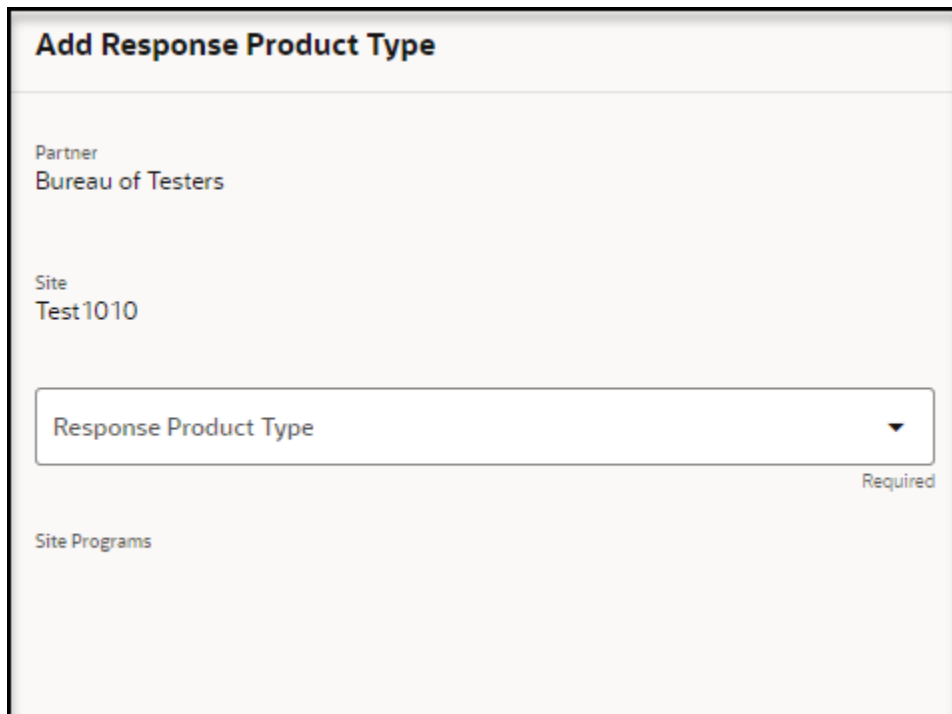 Add Response Product Type
Partner
Bureau of Testers
Site
Test1010
Response Product Type
Required
Site Programs